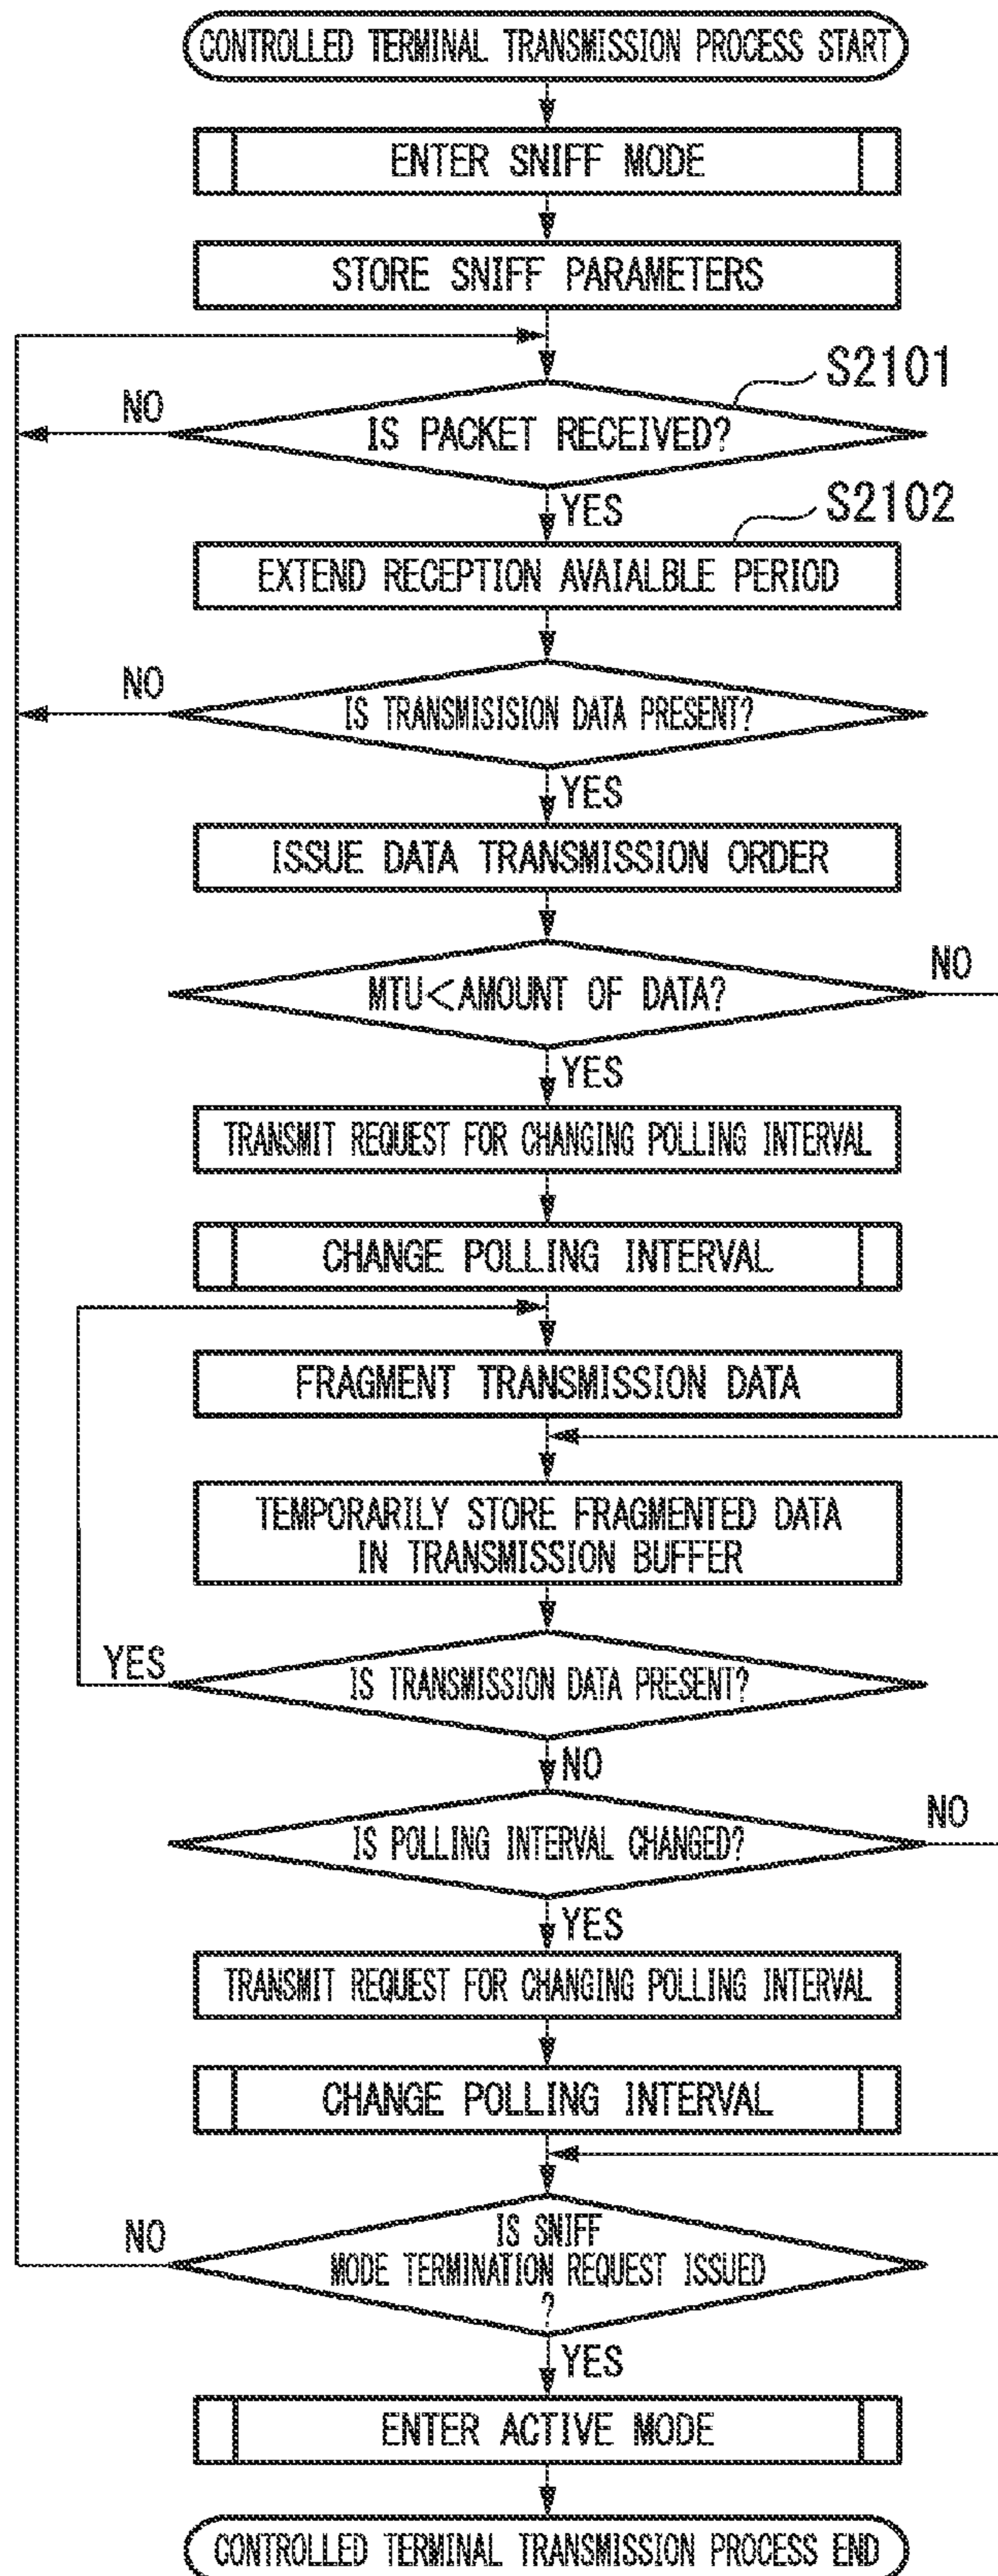 CONTROLLED TERMINAL TRANSMISSION PROCESS START
ENTER SNIFF MODE
STORE SNIFF PARAMETERS
S2101
NO
IS PACKET RECEIVED?
YES
S2102
EXTEND RECEPTION AVAIALBLE PERIOD
NO
IS TRANSMISISION DATA PRESENT?
YES
ISSUE DATA TRANSMISSION ORDER
NO
MTU<AMOUNT OF DATA?
YES
TRANSMIT REQUEST FOR CHANGING POLLING INTERVAL
CHANGE POLLING INTERVAL
FRAGMENT TRANSMISSION DATA
TEMPORARILY STORE FRAGMENTED DATA
IN TRANSMISSION BUFFER
YES
IS TRANSMISSION DATA PRESENT?
NO
NO
IS POLLING INTERVAL CHANGED?
YES
TRANSMIT REQUEST FOR CHANGING POLLING INTERVAL
CHANGE POLLING INTERVAL
NO
IS SNIFF
MODE TERMINATION REQUEST ISSUED
?
YES
ENTER ACTIVE MODE
CONTROLLED TERMINAL TRANSMISSION PROCESS END